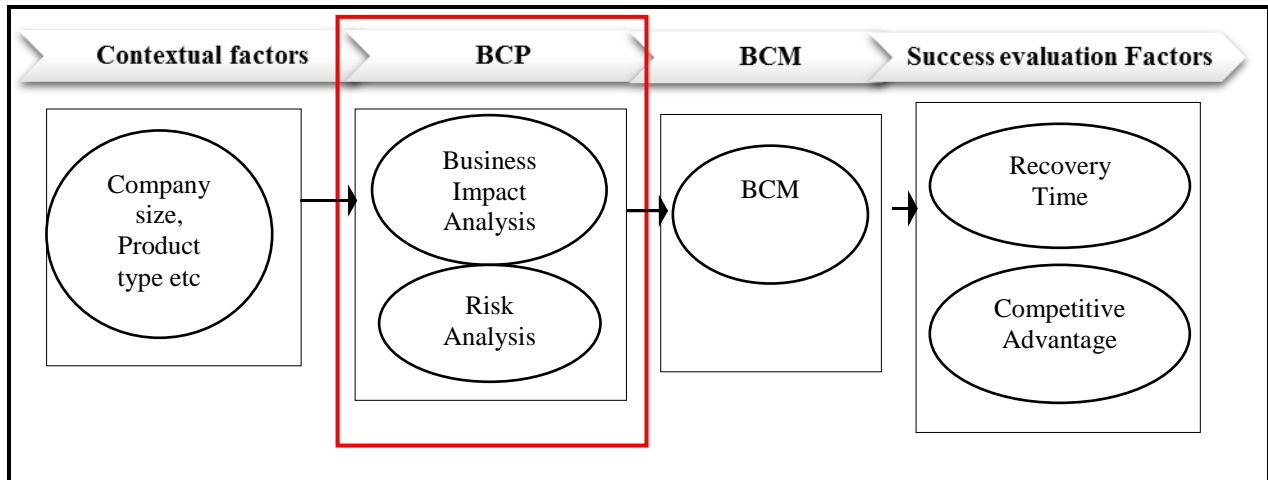 Contextual factors
BCP
BCM
Success evaluation Factors
Company
size,
Product
type etc
Business
Impact
Analysis
Risk
Analysis
BCM
Recovery
Time
Competitive
Advantage